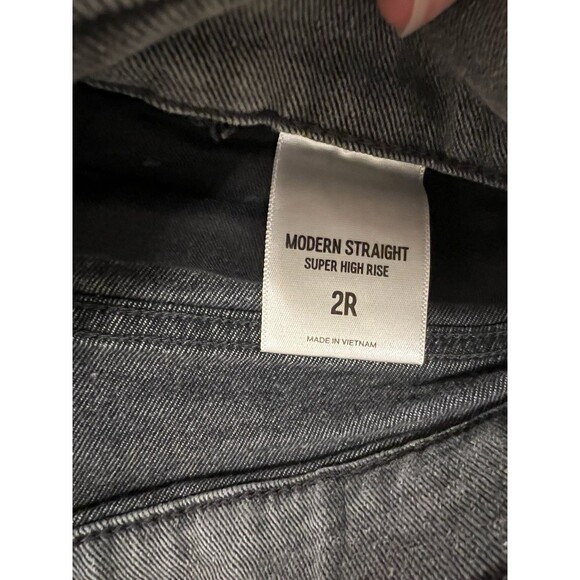 MODERN STRAIGHT
SUPER HIGH RISE
2R
MADE IN VIETNAM